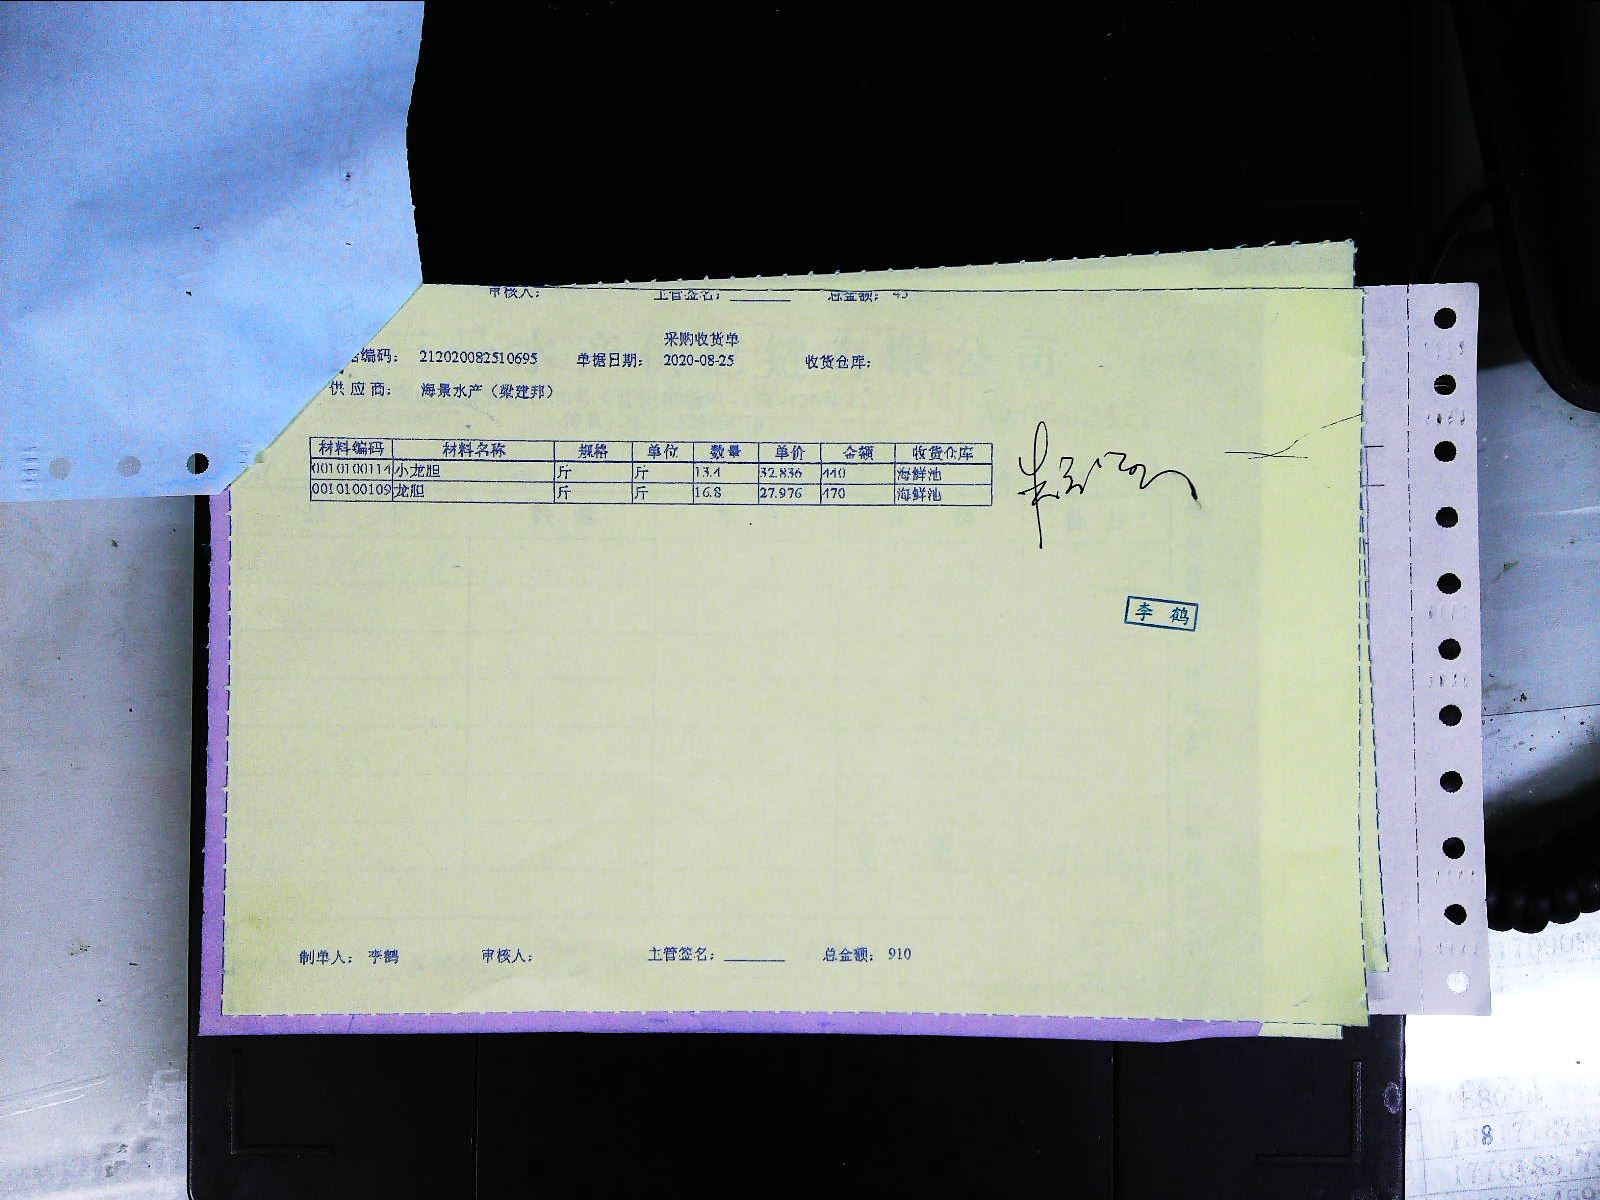 审核人： 主管签名：_______ 总金额： 45
采购收货单
编码： 212020082510695 单据日期： 2020-08-25 收货仓库：
供应商： 海景水产（梁建邦）
材料编码 材料名称 规格 单位 数量 单价 金额 收货仓库
0010100114 小龙胆 斤 斤 13.4 32.836 440 海鲜池
0010100109 龙胆 斤 斤 16.8 27.976 470 海鲜池
李鹤
制单人： 李鹤 审核人： 主管签名：_______ 总金额： 910